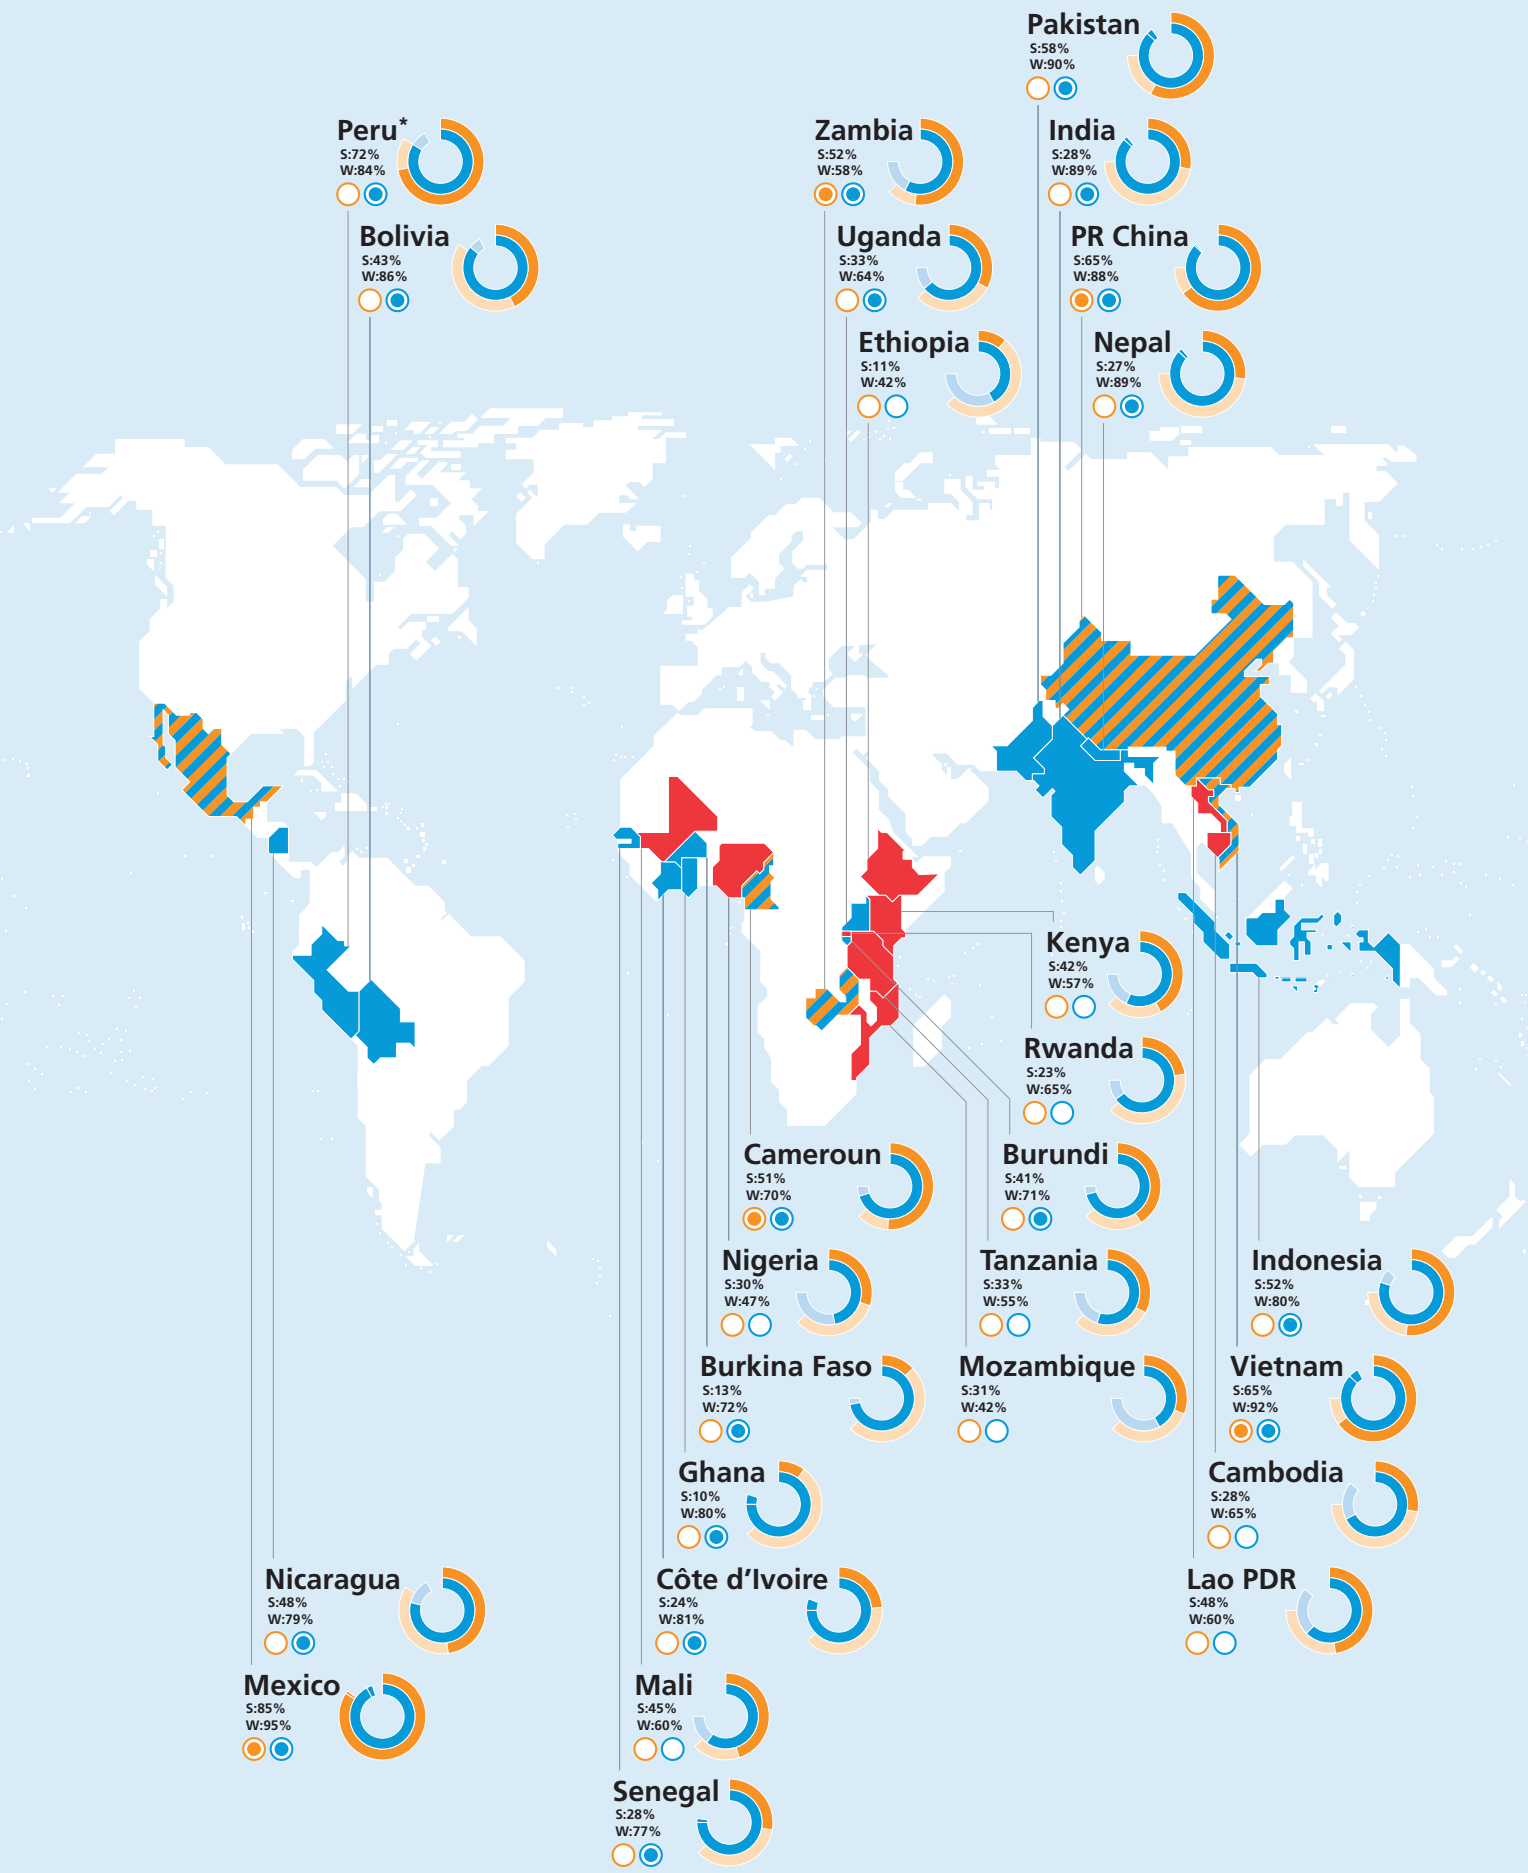 Pakistan
S:58%
W:90%
Peru*
S:72%
W:84%
Zambia
S:52%
W:58%
India
S:28%
W:89%
Bolivia
S:43%
W:86%
Uganda
S:33%
W:64%
PR China
S:65%
W:88%
Ethiopia
S:11%
W:42%
Nepal
S:27%
W:89%
Kenya
S:42%
W:57%
Rwanda
S:23%
W:65%
Cameroun
S:51%
W:70%
Burundi
S:41%
W:71%
Nigeria
S:30%
W:47%
Tanzania
S:33%
W:55%
Indonesia
S:52%
W:80%
Burkina Faso
S:13%
W:72%
Mozambique
S:31%
W:42%
Vietnam
S:65%
W:92%
Ghana
S:10%
W:80%
Cambodia
S:28%
W:65%
Nicaragua
S:48%
W:79%
Côte d’Ivoire
S:24%
W:81%
Lao PDR
S:48%
W:60%
Mexico
S:85%
W:95%
Mali
S:45%
W:60%
Senegal
S:28%
W:77%